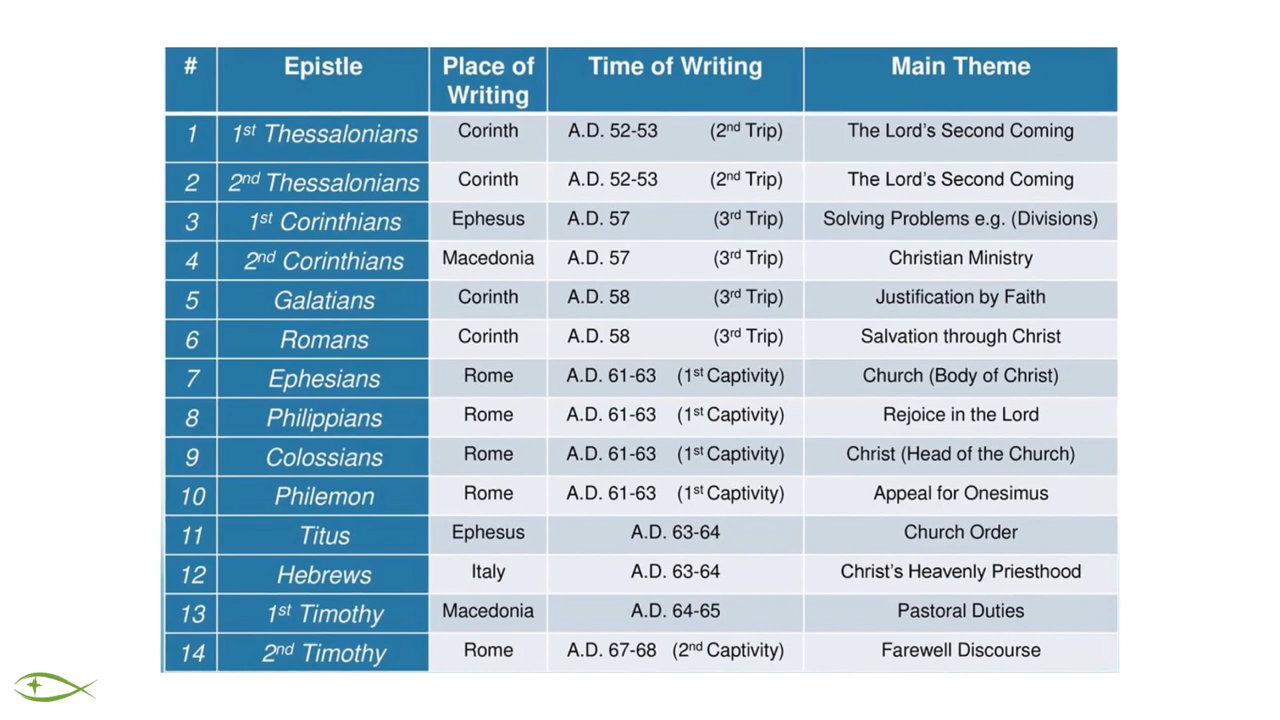 # Epistle Place of Writing Time of Writing Main Theme
1 1st Thessalonians Corinth A.D. 52-53 (2nd Trip) The Lord's Second Coming
2 2nd Thessalonians Corinth A.D. 52-53 (2nd Trip) The Lord's Second Coming
3 1st Corinthians Ephesus A.D. 57 (3rd Trip) Solving Problems e.g. (Divisions)
4 2nd Corinthians Macedonia A.D. 57 (3rd Trip) Christian Ministry
5 Galatians Corinth A.D. 58 (3rd Trip) Justification by Faith
6 Romans Corinth A.D. 58 (3rd Trip) Salvation through Christ
7 Ephesians Rome A.D. 61-63 (1st Captivity) Church (Body of Christ)
8 Philippians Rome A.D. 61-63 (1st Captivity) Rejoice in the Lord
9 Colossians Rome A.D. 61-63 (1st Captivity) Christ (Head of the Church)
10 Philemon Rome A.D. 61-63 (1st Captivity) Appeal for Onesimus
11 Titus Ephesus A.D. 63-64 Church Order
12 Hebrews Italy A.D. 63-64 Christ's Heavenly Priesthood
13 1st Timothy Macedonia A.D. 64-65 Pastoral Duties
14 2nd Timothy Rome A.D. 67-68 (2nd Captivity) Farewell Discourse